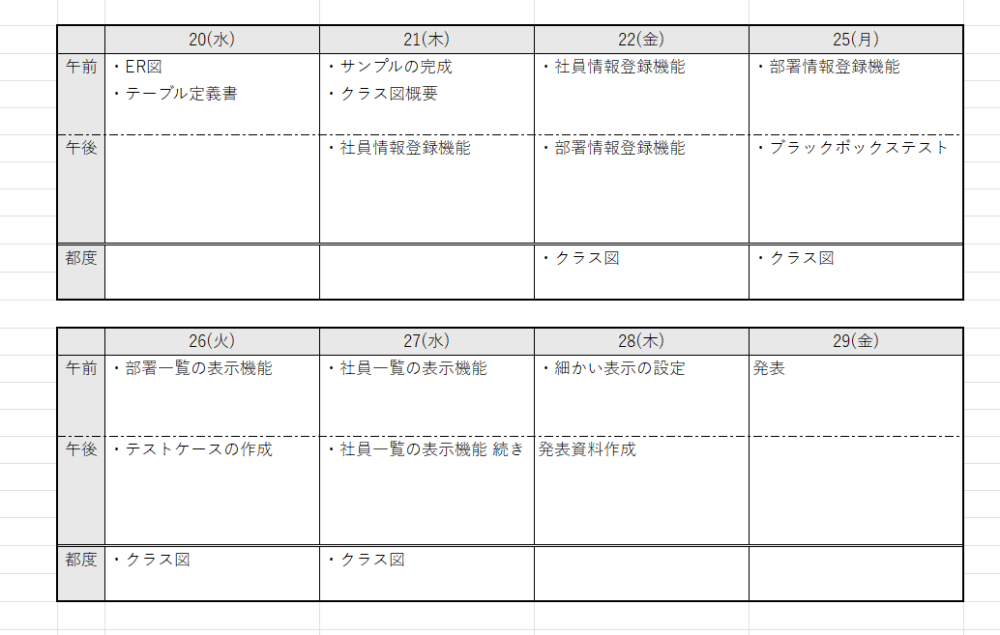 20(水) 21(木) 22(金) 25(月)
午前 ・ER図 ・サンプルの完成 ・社員情報登録機能 ・部署情報登録機能
・テーブル定義書 ・クラス図概要
午後 ・社員情報登録機能 ・部署情報登録機能 ・ブラックボックステスト
都度 ・クラス図 ・クラス図
26(火) 27(水) 28(木) 29(金)
午前 ・部署一覧の表示機能 ・社員一覧の表示機能 ・細かい表示の設定 発表
午後 ・テストケースの作成 ・社員一覧の表示機能 続き 発表資料作成
都度 ・クラス図 ・クラス図